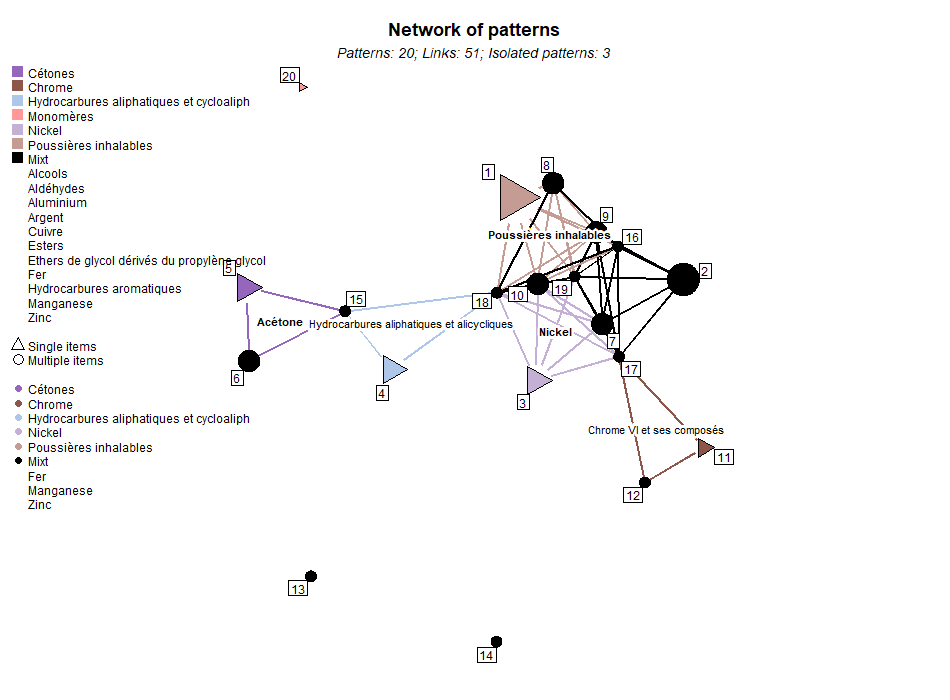 Network of patterns
Patterns: 20; Links: 51; Isolated patterns: 3
Cétones
Chrome
Hydrocarbures aliphatiques et cycloaliph
Monomères
Nickel
Poussières inhalables
Mixt
Alcools
Aldéhydes
Aluminium
Argent
Cuivre
Esters
Ethers de glycol dérivés du propylène glycol
Fer
Hydrocarbures aromatiques
Manganese
Zinc
Single items
Multiple items
Cétones
Chrome
Hydrocarbures aliphatiques et cycloaliph
Nickel
Poussières inhalables
Mixt
Fer
Manganese
Zinc
20
1
8
9
16
Poussières inhalables
2
5
15
18
10
19
Acétone
Hydrocarbures aliphatiques et alicycliques
Nickel
7
6
4
3
17
Chrome VI et ses composés
11
12
13
14